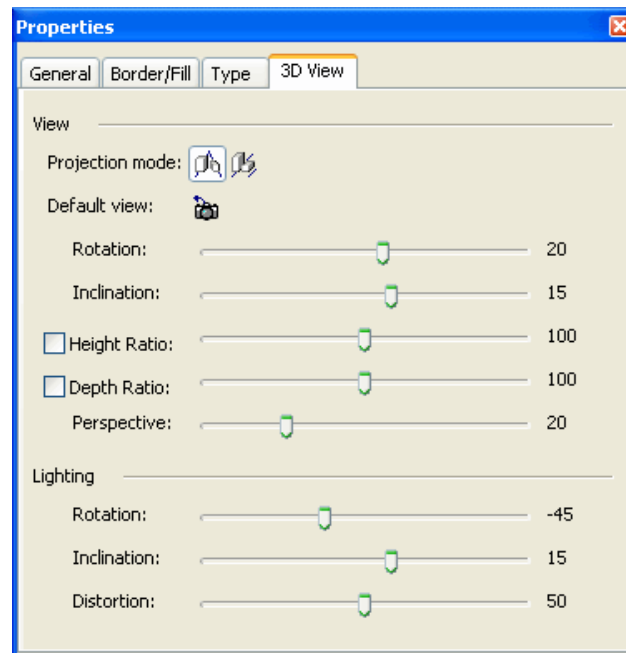 Properties
General Border/Fill Type 3D View
View
Projection mode:
Default view:
Rotation: 20
Inclination: 15
Height Ratio: 100
Depth Ratio: 100
Perspective: 20
Lighting
Rotation: -45
Inclination: 15
Distortion: 50